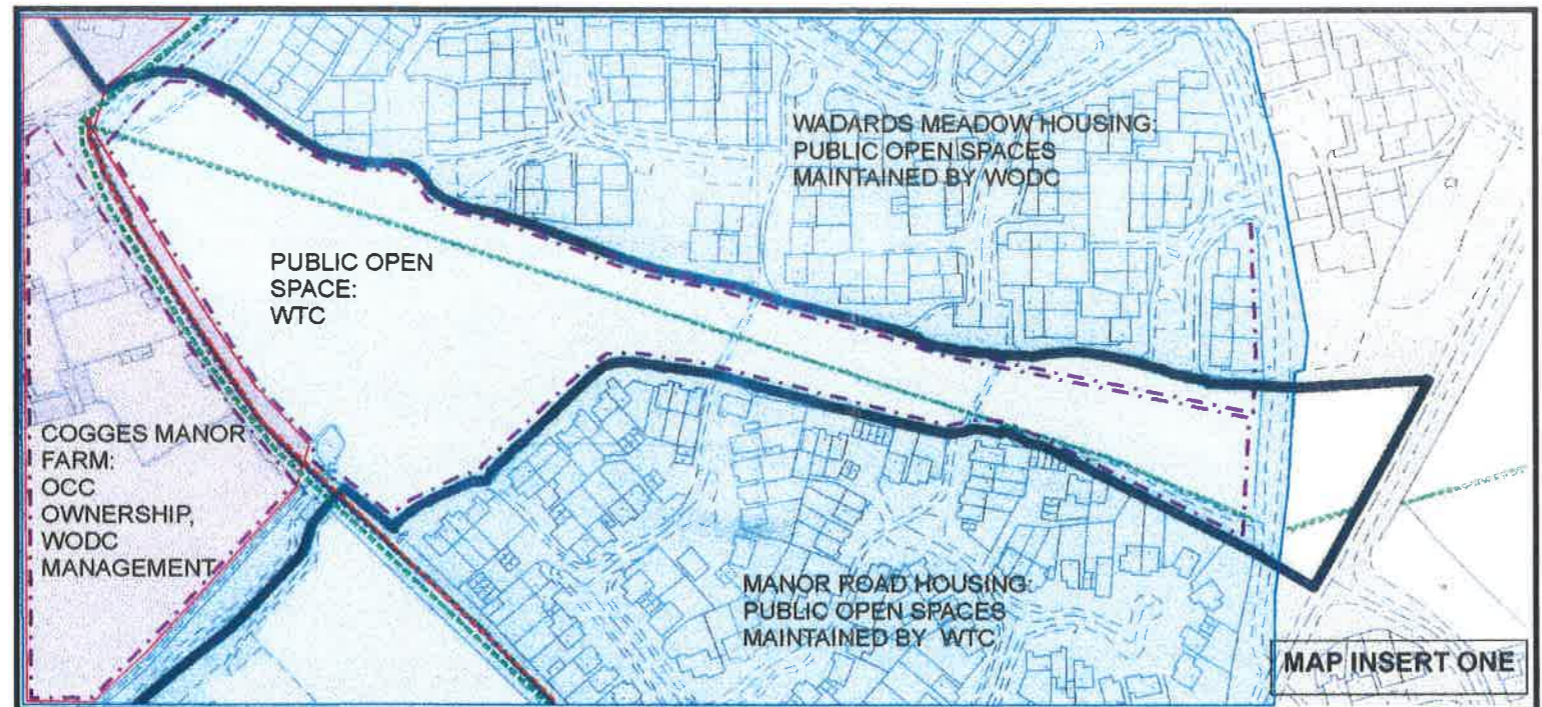 WADARDS MEADOW HOUSING:
PUBLIC OPEN SPACES
MAINTAINED BY WODC
PUBLIC OPEN
SPACE:
WTC
COGGES MANOR
FARM:
OCC
OWNERSHIP,
WODC
MANAGEMENT
MANOR ROAD HOUSING:
PUBLIC OPEN SPACES
MAINTAINED BY WTC
MAP INSERT ONE